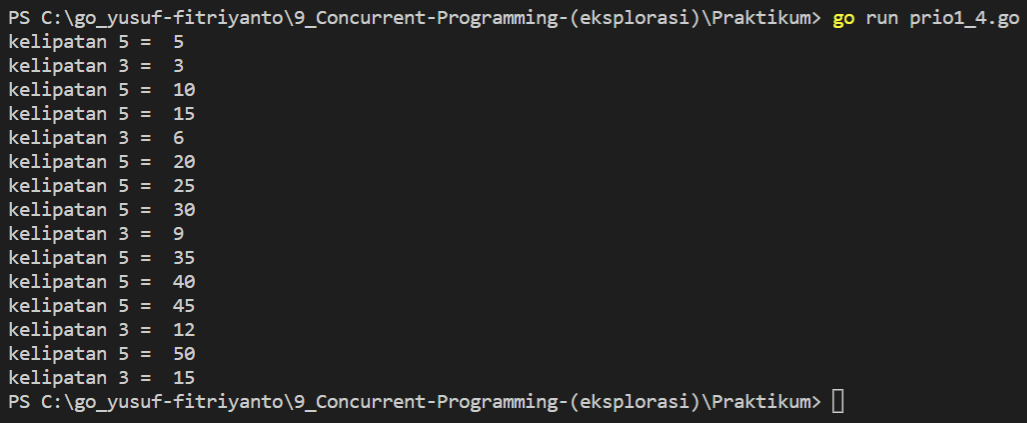 PS C:\go_yusuf-fitriyanto\9_Concurrent-Programming-(eksplorasi)\Praktikum> go run prio1_4.go
kelipatan 5 =  5
kelipatan 3 =  3
kelipatan 5 =  10
kelipatan 5 =  15
kelipatan 3 =  6
kelipatan 5 =  20
kelipatan 5 =  25
kelipatan 5 =  30
kelipatan 3 =  9
kelipatan 5 =  35
kelipatan 5 =  40
kelipatan 5 =  45
kelipatan 3 =  12
kelipatan 5 =  50
kelipatan 3 =  15
PS C:\go_yusuf-fitriyanto\9_Concurrent-Programming-(eksplorasi)\Praktikum>